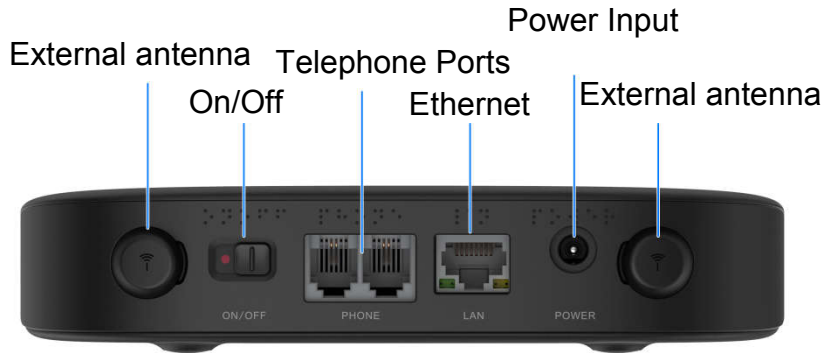 Power Input
External antenna
Telephone Ports
On/Off
Ethernet
External antenna
ON/OFF
PHONE
LAN
POWER